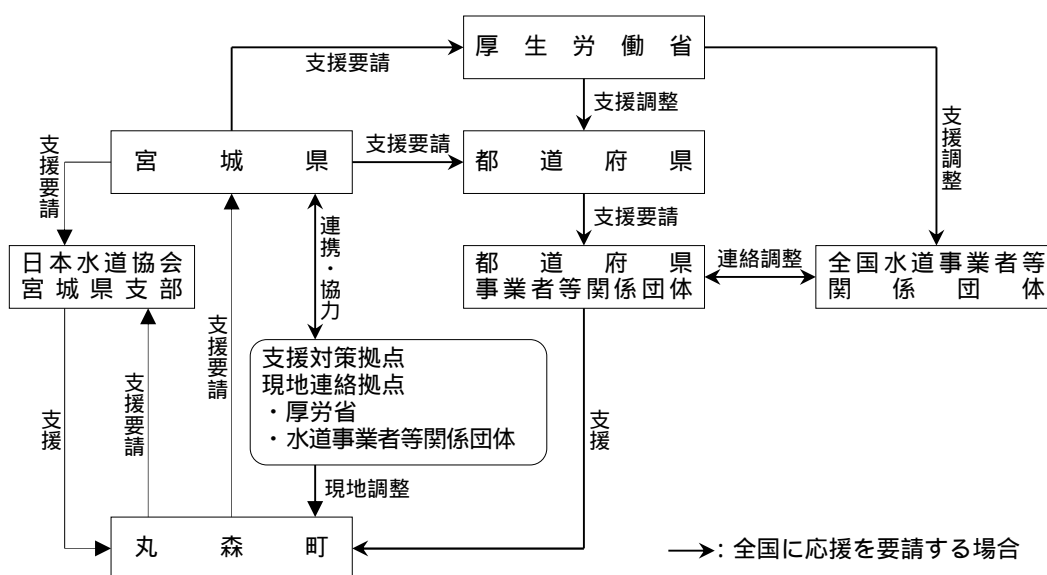 厚生労働省
支援要請
支援調整
支援調整
宮城県
支援要請
都道府県
支援要請
支援要請
連携・協力
日本水道協会
宮城県支部
都道府県
事業者等関係団体
連絡調整
全国水道事業者等
関係団体
支援対策拠点
現地連絡拠点
・厚労省
・水道事業者等関係団体
支援
支援要請
支援要請
支援
現地調整
丸森町
：全国に応援を要請する場合